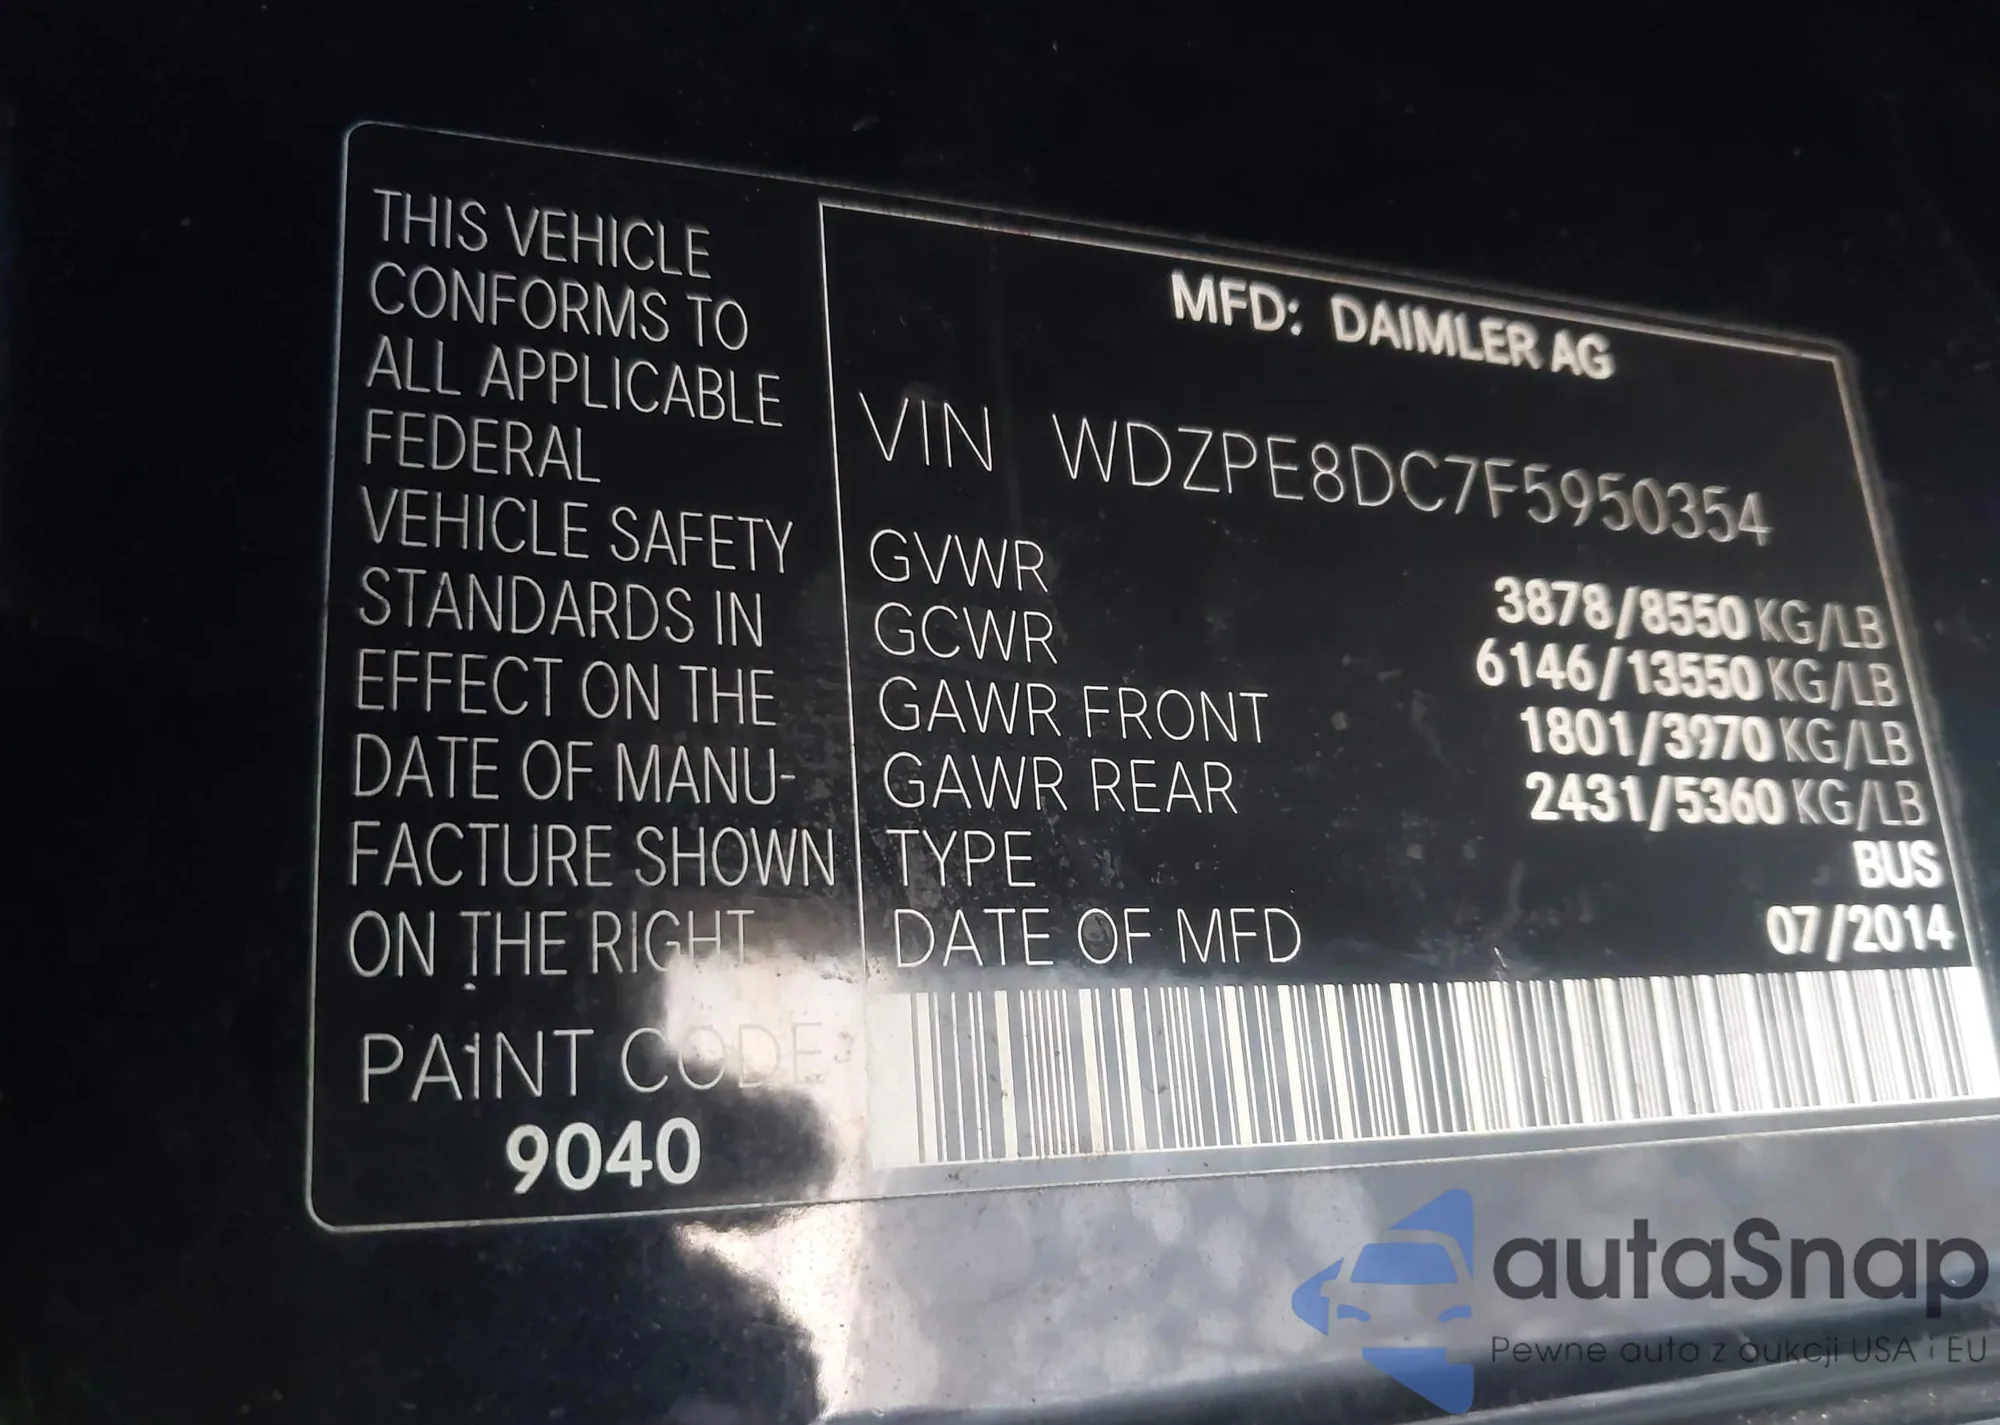 THIS VEHICLE
CONFORMS TO
ALL APPLICABLE
FEDERAL
VEHICLE SAFETY
STANDARDS IN
EFFECT ON THE
DATE OF MANU-
FACTURE SHOWN
ON THE RIGHT
PAINT CODE
9040
MFD: DAIMLER AG
VIN WDZPE8DC7F5950354
GVWR 3878/8550 KG/LB
GCWR 6146/13550 KG/LB
GAWR FRONT 1801/3970 KG/LB
GAWR REAR 2431/5360 KG/LB
TYPE BUS
DATE OF MFD 07/2014
autaSnap
Pewne auta z aukcji USA i EU